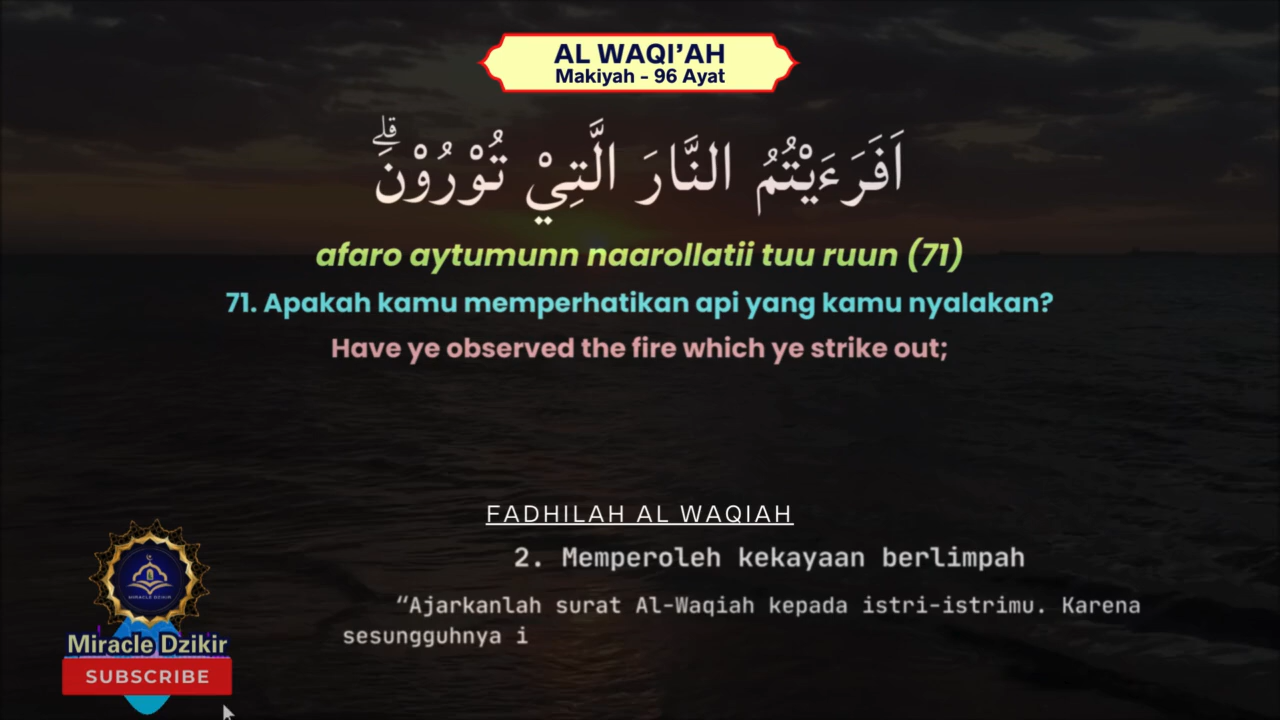 AL WAQI’AH
Makiyah - 96 Ayat
اَفَرَءَيْتُمُ النَّارَ الَّتِيْ تُوْرُوْنَۗ
afaro aytumunn naarollatii tuu ruun (71)
71. Apakah kamu memperhatikan api yang kamu nyalakan?
Have ye observed the fire which ye strike out;
FADHILAH AL WAQIAH
2. Memperoleh kekayaan berlimpah
“Ajarkanlah surat Al-Waqiah kepada istri-istrimu. Karena
sesungguhnya i
MIRACLE DZIKIR
Miracle Dzikir
SUBSCRIBE